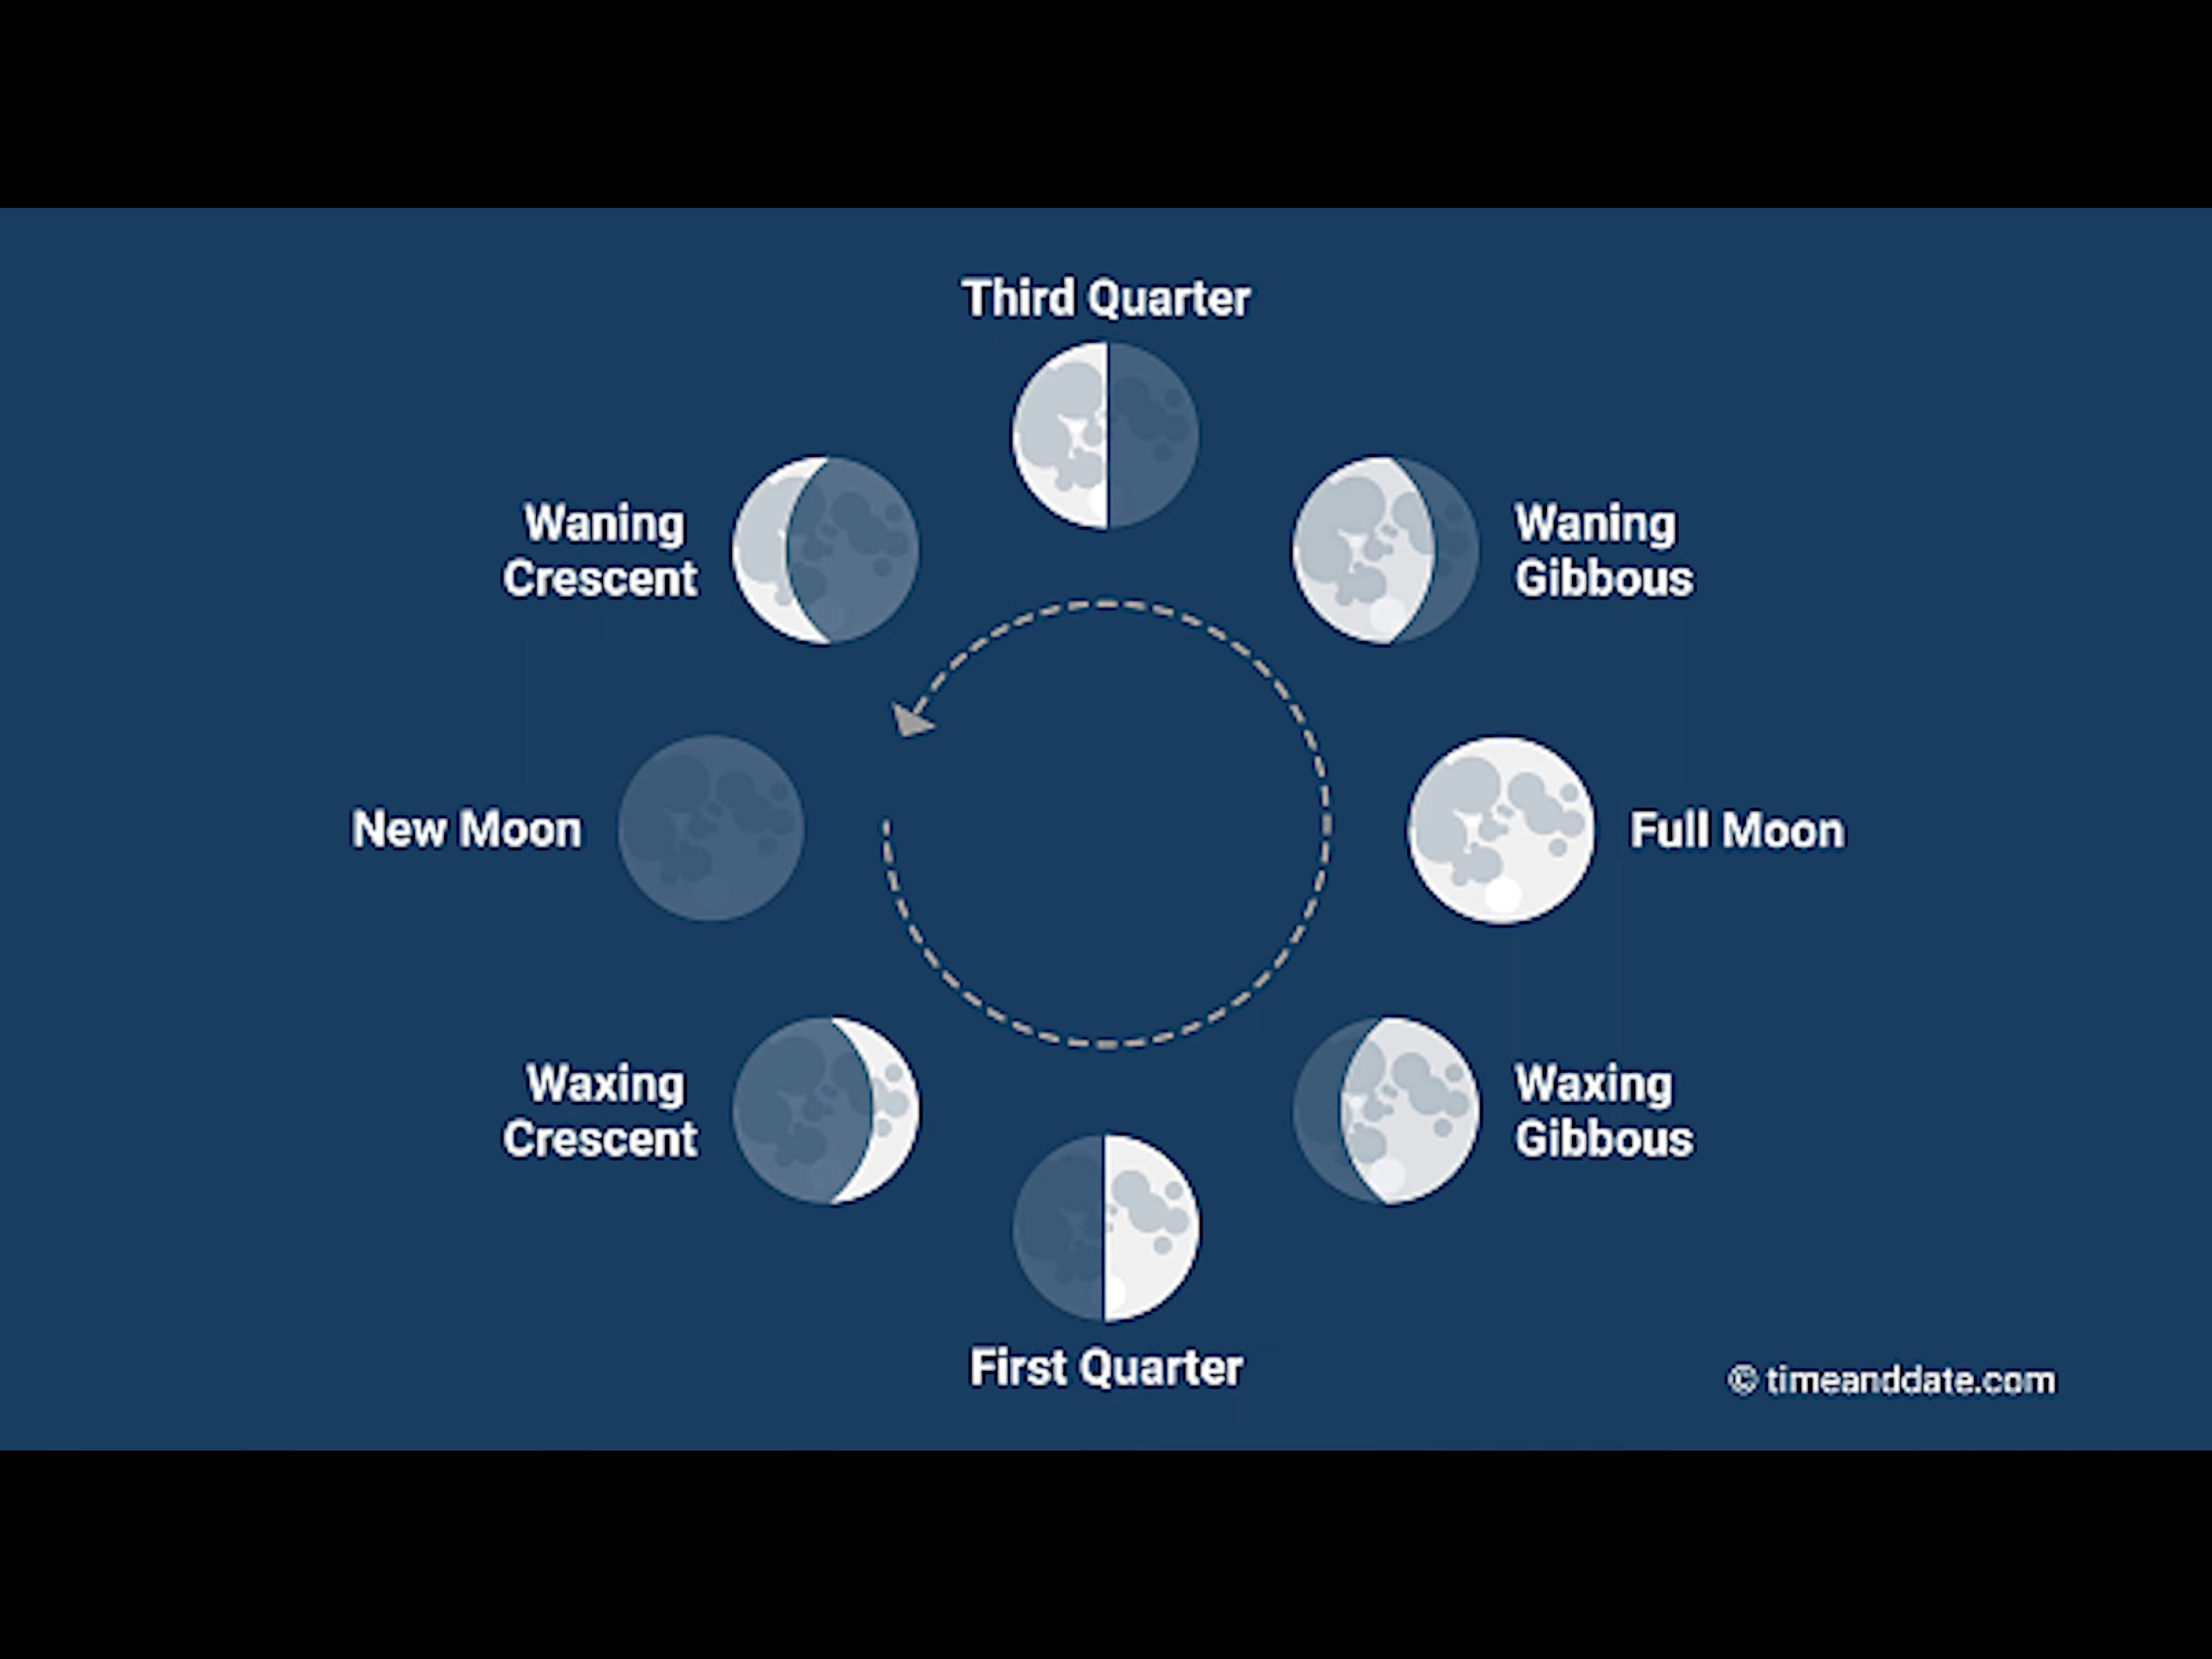 Third Quarter
Waning
Crescent
Waning
Gibbous
New Moon
Full Moon
Waxing
Crescent
Waxing
Gibbous
First Quarter
© timeanddate.com